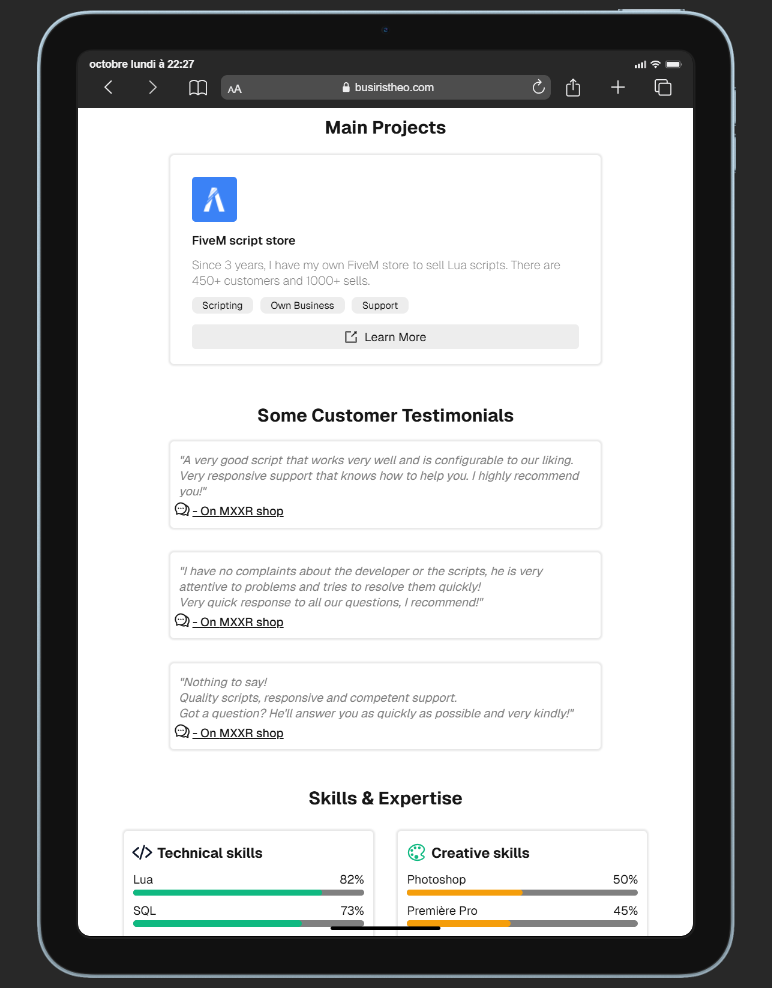 octobre lundi à 22:27
AA
busiristheo.com
Main Projects
FiveM script store
Since 3 years, I have my own FiveM store to sell Lua scripts. There are
450+ customers and 1000+ sells.
Scripting
Own Business
Support
Learn More
Some Customer Testimonials
"A very good script that works very well and is configurable to our liking.
Very responsive support that knows how to help you. I highly recommend
you!"
- On MXXR shop
"I have no complaints about the developer or the scripts, he is very
attentive to problems and tries to resolve them quickly!
Very quick response to all our questions, I recommend!"
- On MXXR shop
"Nothing to say!
Quality scripts, responsive and competent support.
Got a question? He'll answer you as quickly as possible and very kindly!"
- On MXXR shop
Skills & Expertise
</> Technical skills
Lua 82%
SQL 73%
Creative skills
Photoshop 50%
Première Pro 45%